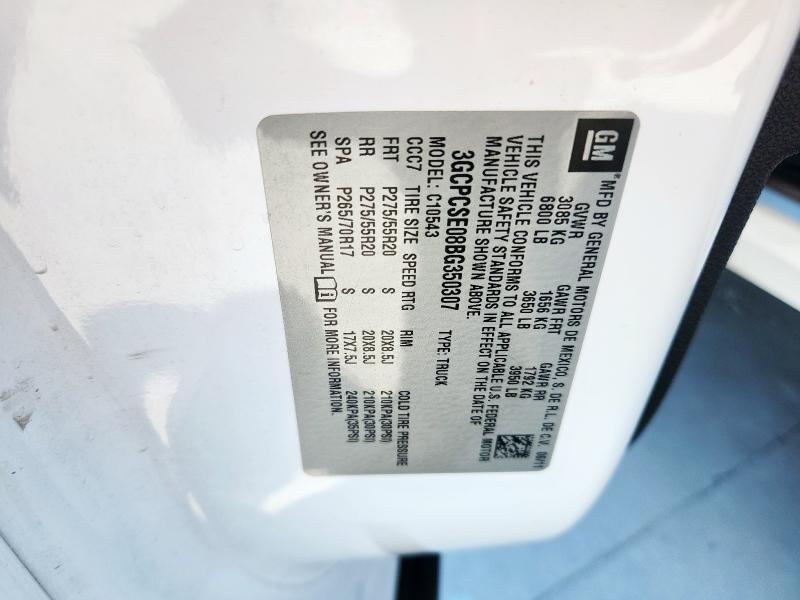 GM MFD BY GENERAL MOTORS DE MEXICO, S. DE R.L. DE C.V. 06/11
GVWR GAWR FRT GAWR RR
3085 KG 1656 KG 1792 KG
6800 LB 3650 LB 3950 LB
THIS VEHICLE CONFORMS TO ALL APPLICABLE U.S. FEDERAL MOTOR
VEHICLE SAFETY STANDARDS IN EFFECT ON THE DATE OF
MANUFACTURE SHOWN ABOVE.
3GCPCSE08BG350307 TYPE: TRUCK
MODEL: C10543
CCC7 TIRE SIZE SPEED RTG RIM COLD TIRE PRESSURE
FRT P275/55R20 S 20X8.5J 210KPA(30PSI)
RR P275/55R20 S 20X8.5J 210KPA(30PSI)
SPA P265/70R17 S 17X7.5J 240KPA(35PSI)
SEE OWNER'S MANUAL i FOR MORE INFORMATION.